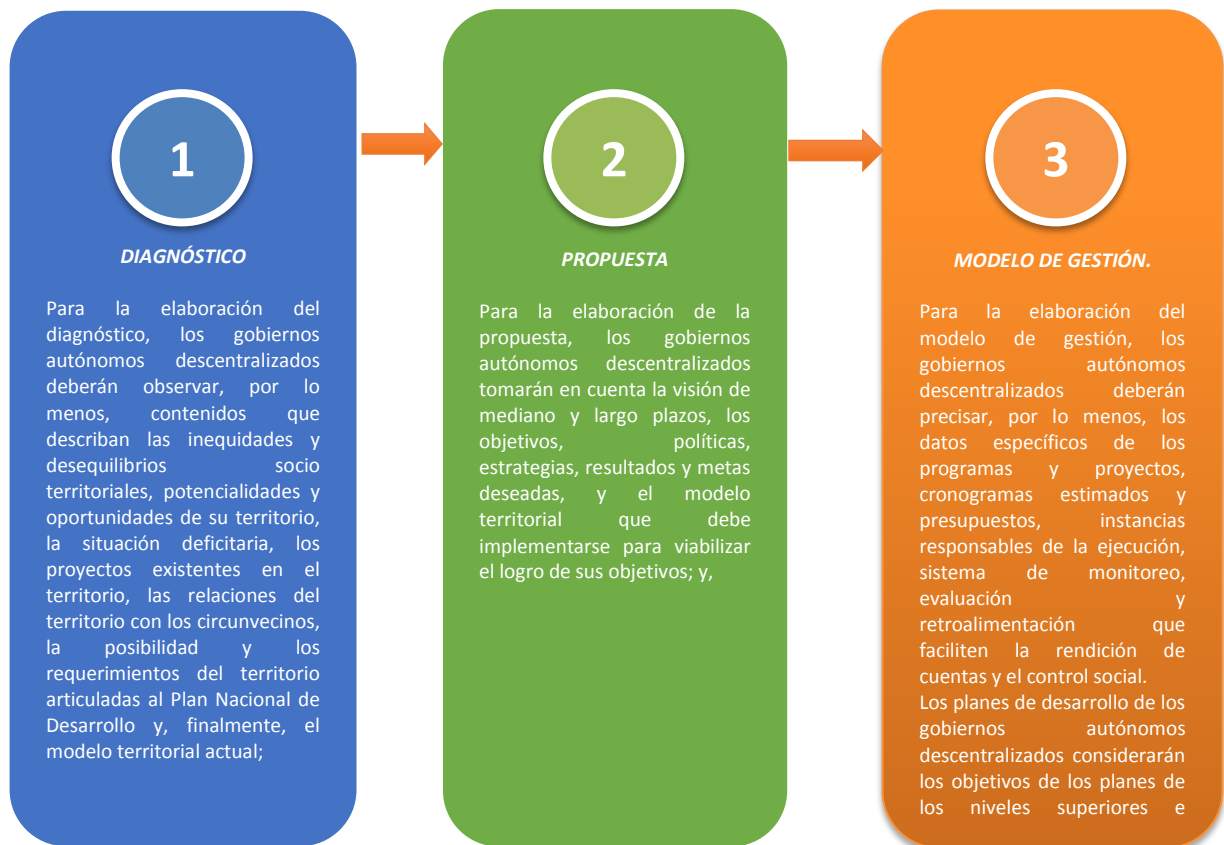 1
DIAGNÓSTICO
Para la elaboración del
diagnóstico, los gobiernos
autónomos descentralizados
deberán observar, por lo
menos, contenidos que
describan las inequidades y
desequilibrios socio
territoriales, potencialidades y
oportunidades de su territorio,
la situación deficitaria, los
proyectos existentes en el
territorio, las relaciones del
territorio con los circunvecinos,
la posibilidad y los
requerimientos del territorio
articuladas al Plan Nacional de
Desarrollo y, finalmente, el
modelo territorial actual;
2
PROPUESTA
Para la elaboración de la
propuesta, los gobiernos
autónomos descentralizados
tomarán en cuenta la visión de
mediano y largo plazos, los
objetivos, políticas,
estrategias, resultados y metas
deseadas, y el modelo
territorial que debe
implementarse para viabilizar
el logro de sus objetivos; y,
3
MODELO DE GESTIÓN.
Para la elaboración del
modelo de gestión, los
gobiernos autónomos
descentralizados deberán
precisar, por lo menos, los
datos específicos de los
programas y proyectos,
cronogramas estimados y
presupuestos, instancias
responsables de la ejecución,
sistema de monitoreo,
evaluación y
retroalimentación que
faciliten la rendición de
cuentas y el control social.
Los planes de desarrollo de los
gobiernos autónomos
descentralizados considerarán
los objetivos de los planes de
los niveles superiores e